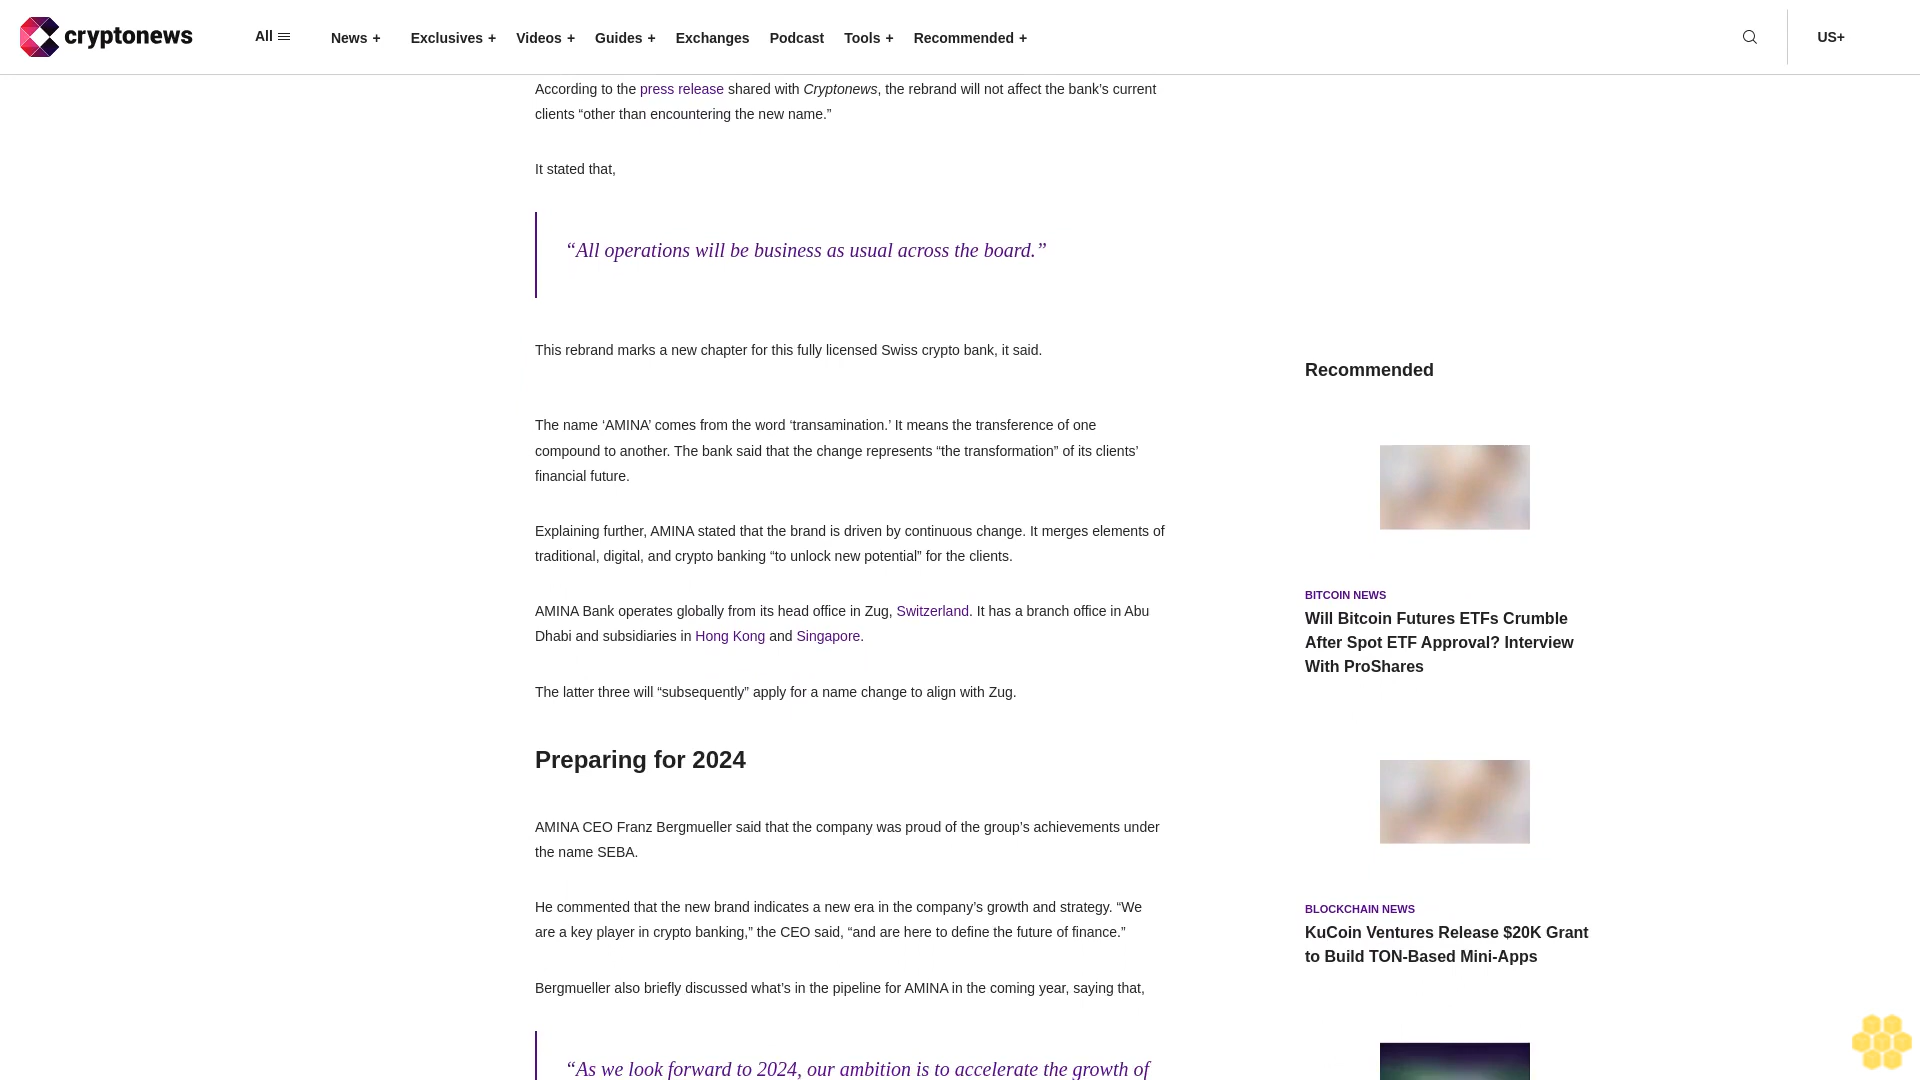 cryptonews
All
News +
Exclusives +
Videos +
Guides +
Exchanges
Podcast
Tools +
Recommended +
US+
According to the press release shared with Cryptonews, the rebrand will not affect the bank’s current
clients “other than encountering the new name.”
It stated that,
“All operations will be business as usual across the board.”
This rebrand marks a new chapter for this fully licensed Swiss crypto bank, it said.
The name ‘AMINA’ comes from the word ‘transamination.’ It means the transference of one
compound to another. The bank said that the change represents “the transformation” of its clients’
financial future.
Explaining further, AMINA stated that the brand is driven by continuous change. It merges elements of
traditional, digital, and crypto banking “to unlock new potential” for the clients.
AMINA Bank operates globally from its head office in Zug, Switzerland. It has a branch office in Abu
Dhabi and subsidiaries in Hong Kong and Singapore.
The latter three will “subsequently” apply for a name change to align with Zug.
Preparing for 2024
AMINA CEO Franz Bergmueller said that the company was proud of the group’s achievements under
the name SEBA.
He commented that the new brand indicates a new era in the company’s growth and strategy. “We
are a key player in crypto banking,” the CEO said, “and are here to define the future of finance.”
Bergmueller also briefly discussed what’s in the pipeline for AMINA in the coming year, saying that,
“As we look forward to 2024, our ambition is to accelerate the growth of
Recommended
BITCOIN NEWS
Will Bitcoin Futures ETFs Crumble
After Spot ETF Approval? Interview
With ProShares
BLOCKCHAIN NEWS
KuCoin Ventures Release $20K Grant
to Build TON-Based Mini-Apps